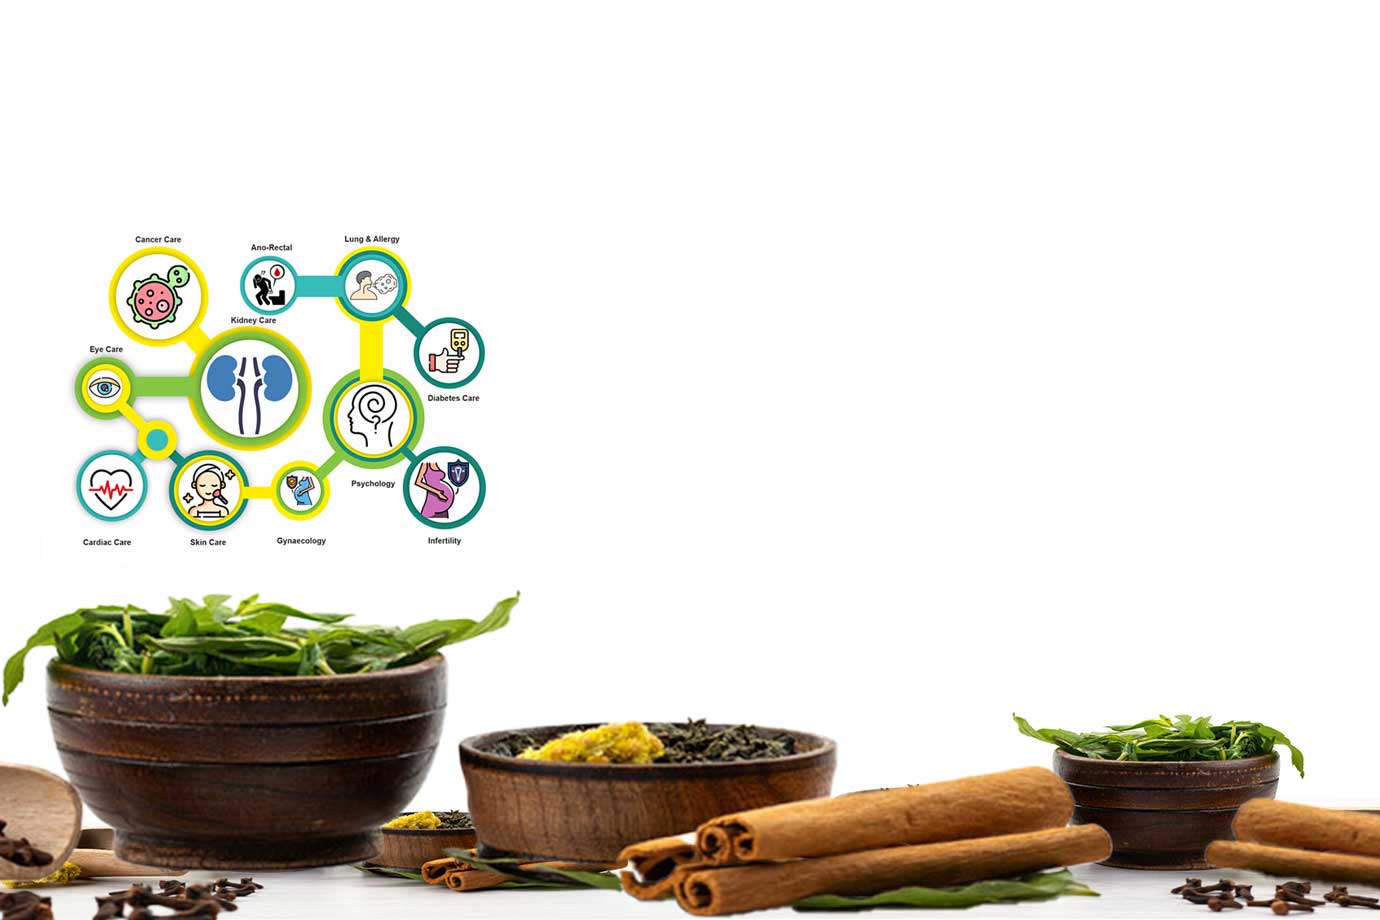 Cancer Care
Ano-Rectal
Lung & Allergy
Kidney Care
Eye Care
Diabetes Care
Psychology
Cardiac Care
Skin Care
Gynaecology
Infertility